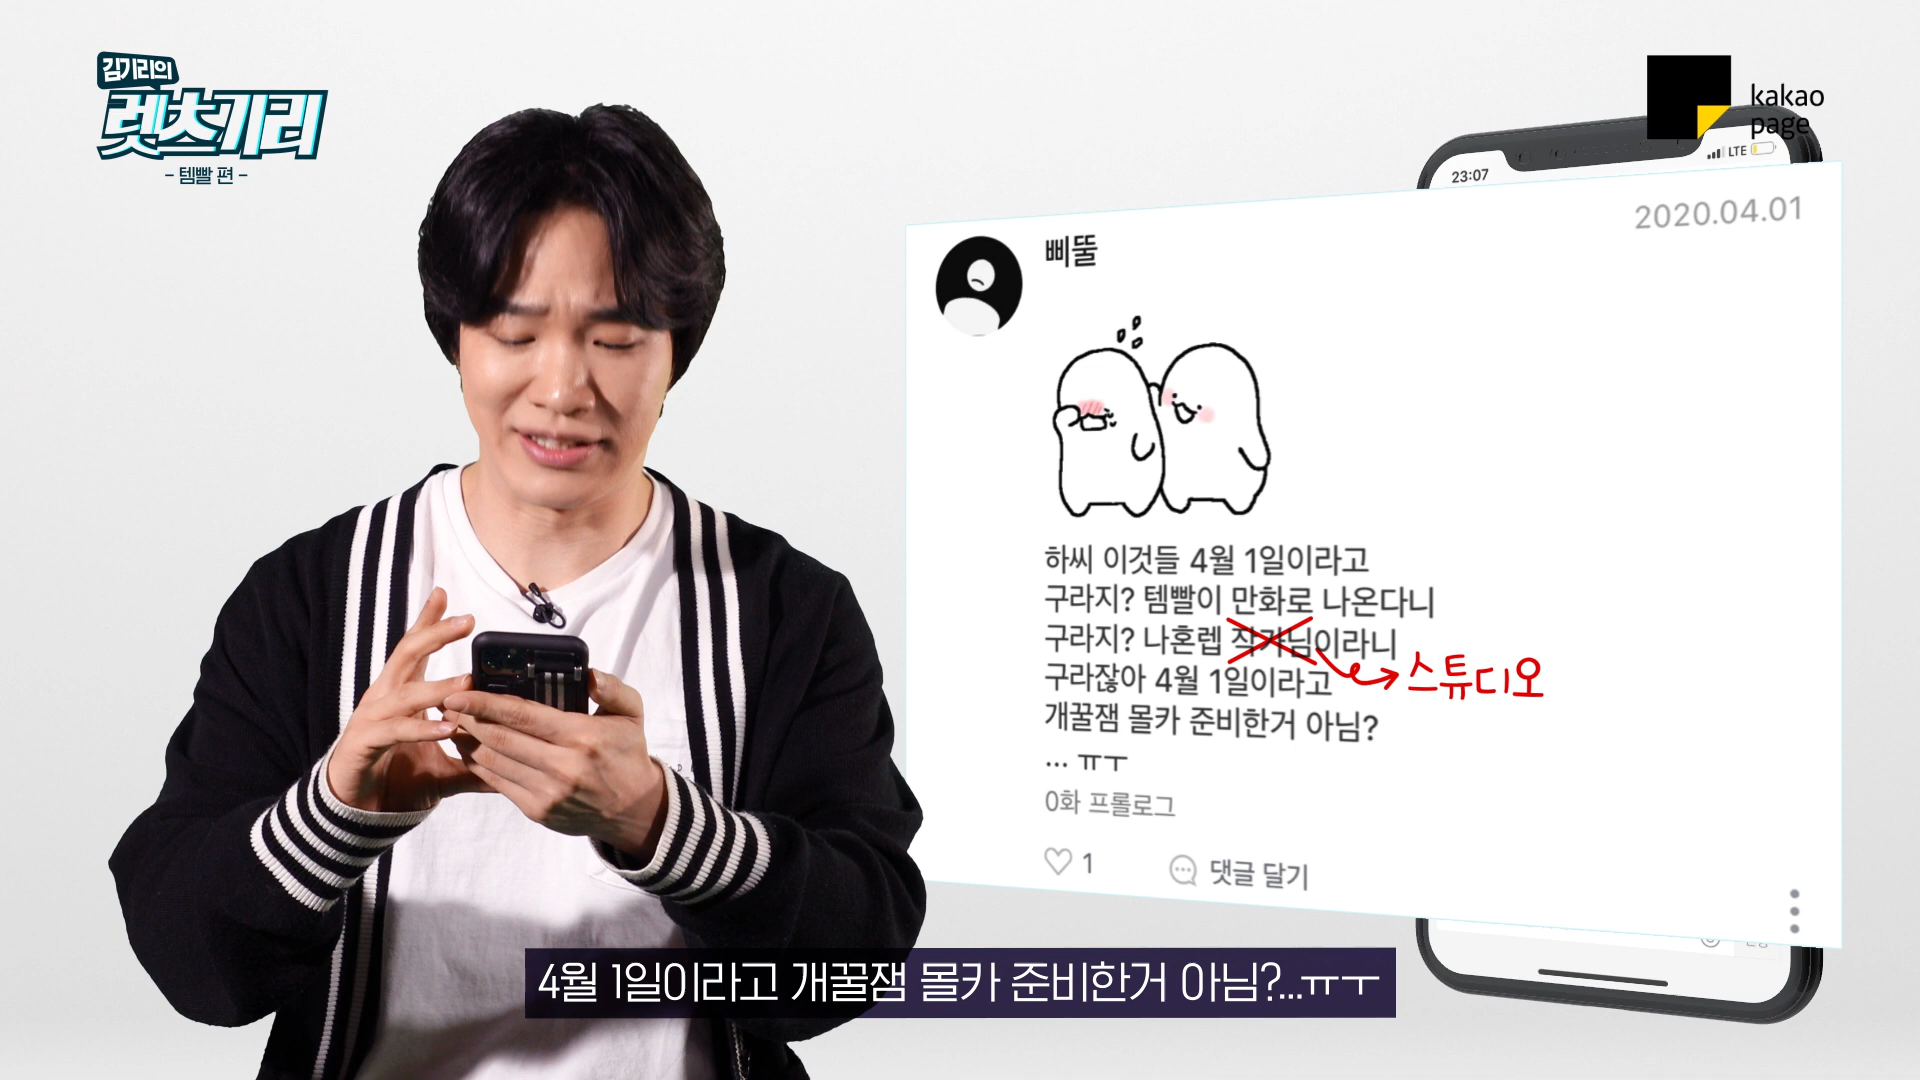 김기리의
렛츠기리
- 템빨 편 -
kakao
page
23:07
LTE
2020.04.01
삐뚤
하씨 이것들 4월 1일이라고
구라지? 템빨이 만화로 나온다니
구라지? 나혼렙 작가님이라니
스튜디오
구라잖아 4월 1일이라고
개꿀잼 몰카 준비한거 아님?
... ㅠㅜ
0화 프롤로그
1
댓글 달기
4월 1일이라고 개꿀잼 몰카 준비한거 아님?...ㅠㅜ